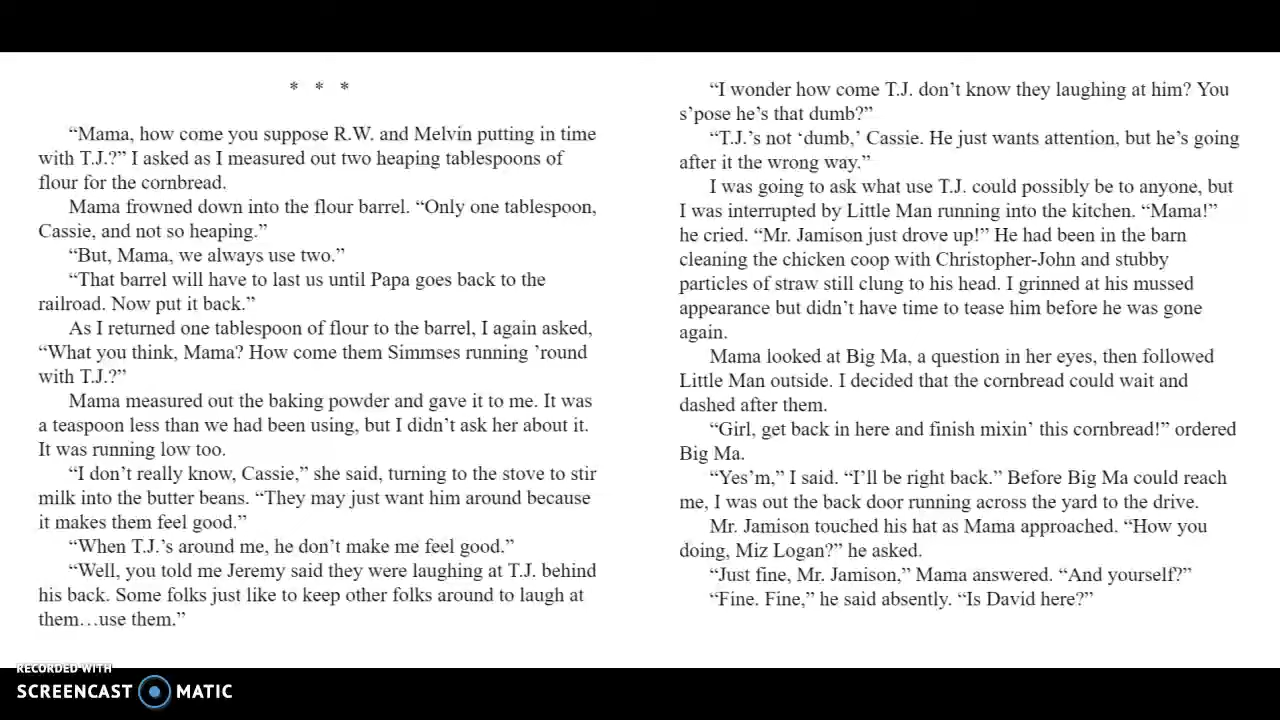 * * *
“Mama, how come you suppose R.W. and Melvin putting in time
with T.J.?” I asked as I measured out two heaping tablespoons of
flour for the cornbread.
Mama frowned down into the flour barrel. “Only one tablespoon,
Cassie, and not so heaping.”
“But, Mama, we always use two.”
“That barrel will have to last us until Papa goes back to the
railroad. Now put it back.”
As I returned one tablespoon of flour to the barrel, I again asked,
“What you think, Mama? How come them Simmses running ’round
with T.J.?”
Mama measured out the baking powder and gave it to me. It was
a teaspoon less than we had been using, but I didn’t ask her about it.
It was running low too.
“I don’t really know, Cassie,” she said, turning to the stove to stir
milk into the butter beans. “They may just want him around because
it makes them feel good.”
“When T.J.’s around me, he don’t make me feel good.”
“Well, you told me Jeremy said they were laughing at T.J. behind
his back. Some folks just like to keep other folks around to laugh at
them…use them.”
“I wonder how come T.J. don’t know they laughing at him? You
s’pose he’s that dumb?”
“T.J.’s not ‘dumb,’ Cassie. He just wants attention, but he’s going
after it the wrong way.”
I was going to ask what use T.J. could possibly be to anyone, but
I was interrupted by Little Man running into the kitchen. “Mama!”
he cried. “Mr. Jamison just drove up!” He had been in the barn
cleaning the chicken coop with Christopher-John and stubby
particles of straw still clung to his head. I grinned at his mussed
appearance but didn’t have time to tease him before he was gone
again.
Mama looked at Big Ma, a question in her eyes, then followed
Little Man outside. I decided that the cornbread could wait and
dashed after them.
“Girl, get back in here and finish mixin’ this cornbread!” ordered
Big Ma.
“Yes’m,” I said. “I’ll be right back.” Before Big Ma could reach
me, I was out the back door running across the yard to the drive.
Mr. Jamison touched his hat as Mama approached. “How you
doing, Miz Logan?” he asked.
“Just fine, Mr. Jamison,” Mama answered. “And yourself?”
“Fine. Fine,” he said absently. “Is David here?”
RECORDED WITH
SCREENCAST MATIC